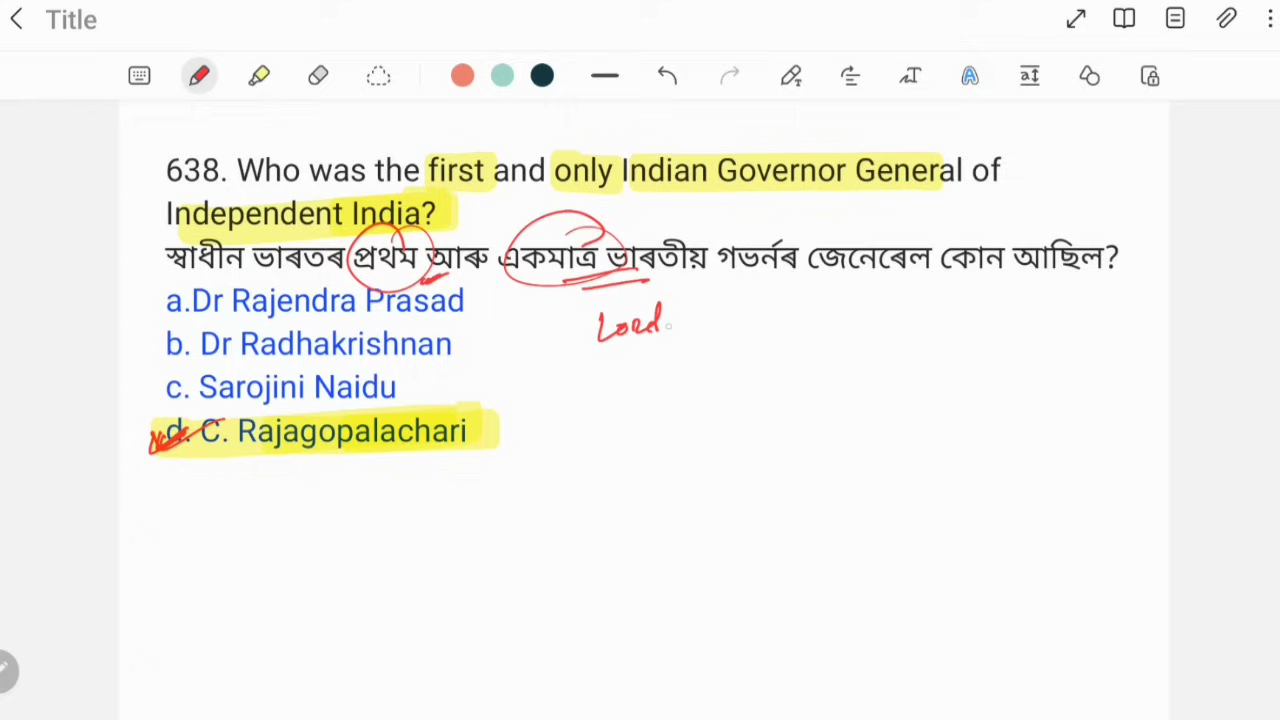 Title
638. Who was the first and only Indian Governor General of
Independent India?
স্বাধীন ভাৰতৰ প্ৰথম আৰু একমাত্ৰ ভাৰতীয় গভৰ্নৰ জেনেৰেল কোন আছিল?
a.Dr Rajendra Prasad
Lord
b. Dr Radhakrishnan
c. Sarojini Naidu
d. C. Rajagopalachari